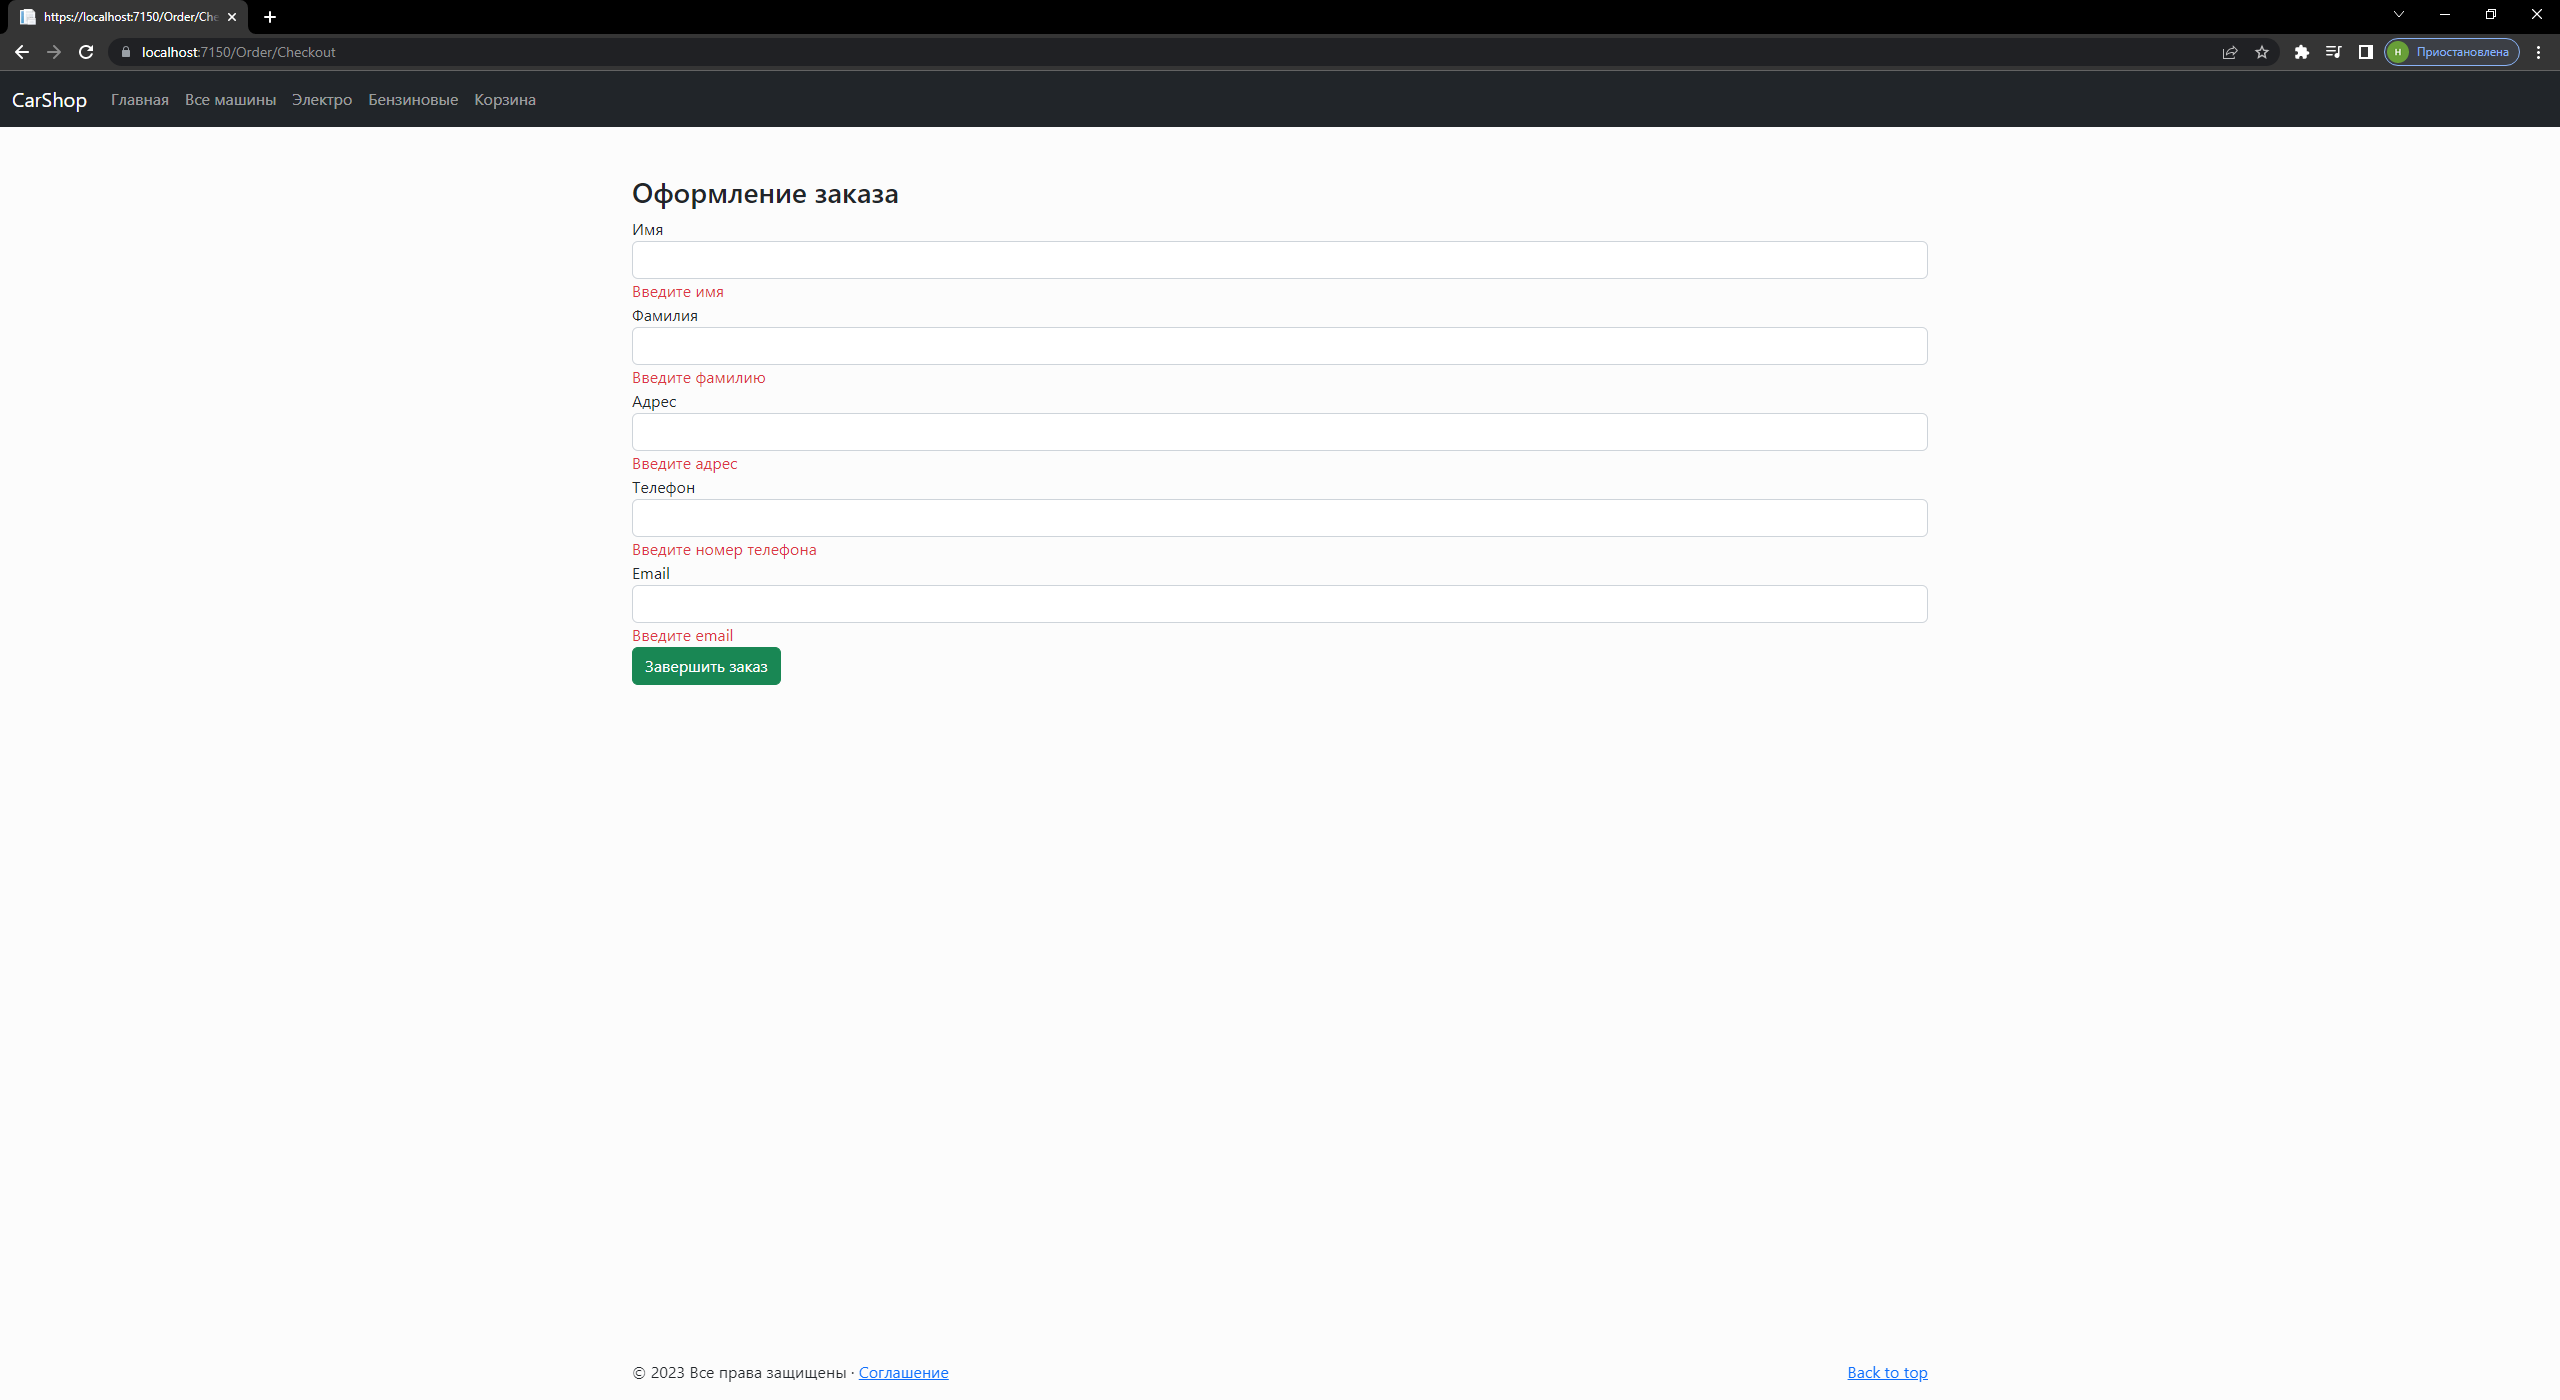 https://localhost:7150/Order/Che
localhost:7150/Order/Checkout
Н Приостановлена
CarShop Главная Все машины Электро Бензиновые Корзина
Оформление заказа
Имя
Введите имя
Фамилия
Введите фамилию
Адрес
Введите адрес
Телефон
Введите номер телефона
Email
Введите email
Завершить заказ
© 2023 Все права защищены · Соглашение
Back to top